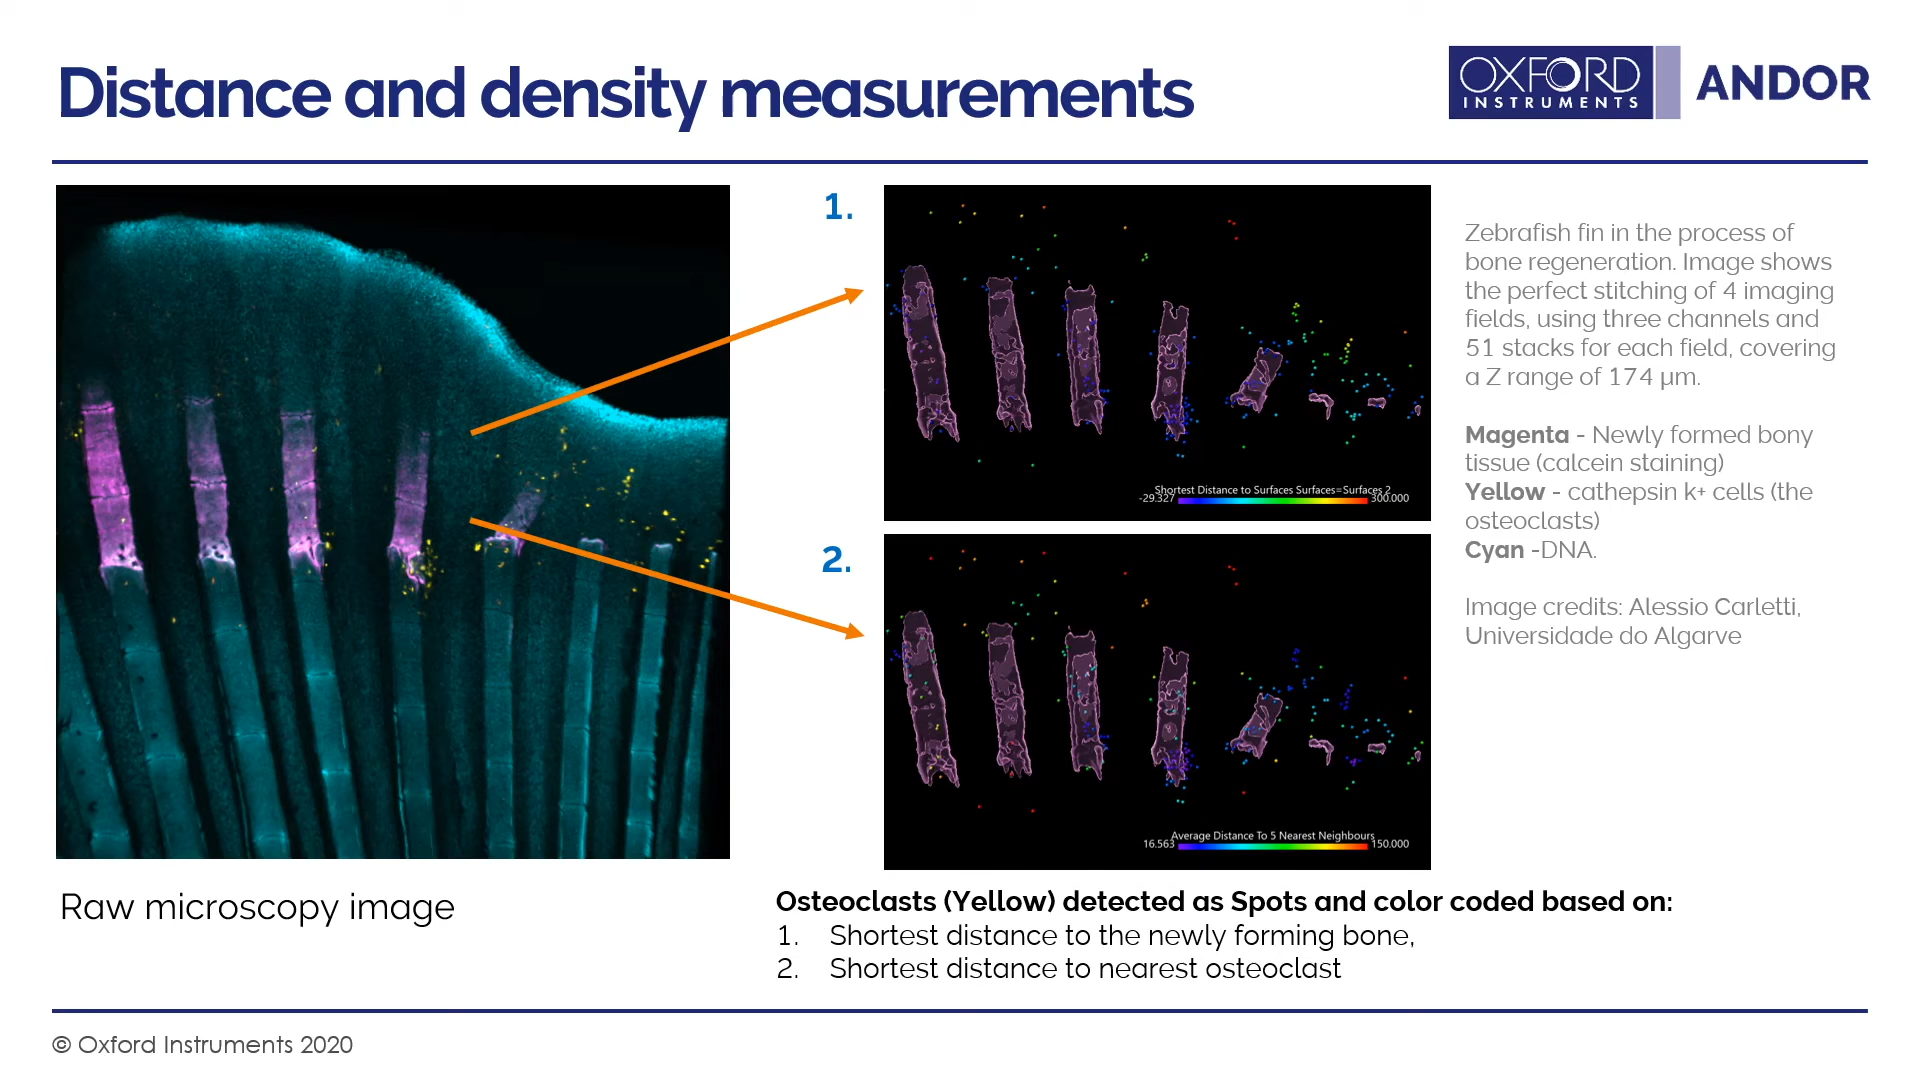 Distance and density measurements
OXFORD
INSTRUMENTS
ANDOR
1.
Shortest Distance to Surfaces Surfaces=Surfaces 2
-29.327
300.000
2.
Average Distance To 5 Nearest Neighbours
16.563
150.000
Zebrafish fin in the process of
bone regeneration. Image shows
the perfect stitching of 4 imaging
fields, using three channels and
51 stacks for each field, covering
a Z range of 174 µm.
Magenta - Newly formed bony
tissue (calcein staining)
Yellow - cathepsin k+ cells (the
osteoclasts)
Cyan -DNA.
Image credits: Alessio Carletti,
Universidade do Algarve
Raw microscopy image
Osteoclasts (Yellow) detected as Spots and color coded based on:
1. Shortest distance to the newly forming bone,
2. Shortest distance to nearest osteoclast
© Oxford Instruments 2020